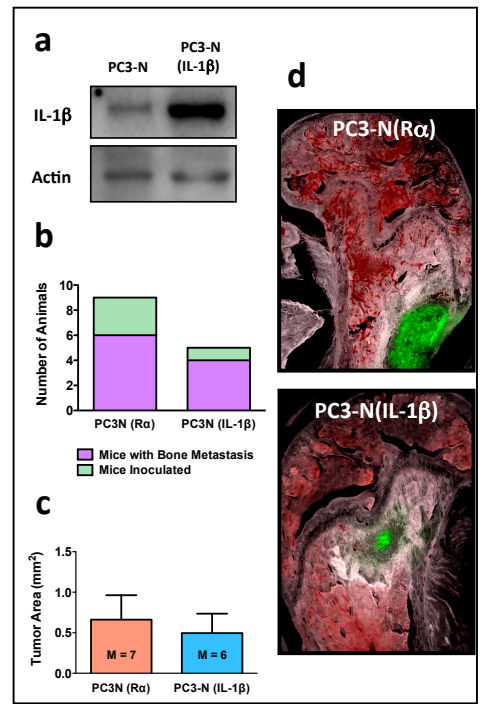 a
PC3-N
PC3-N
(IL-1β)
IL-1β
Actin
b
Number of Animals
10
8
6
4
2
0
PC3N (Rα)
PC3N (IL-1β)
Mice with Bone Metastasis
Mice Inoculated
c
Tumor Area (mm²)
1.5
1.0
0.5
0.0
M = 7
M = 6
PC3N (Rα)
PC3-N (IL-1β)
d
PC3-N(Rα)
PC3-N(IL-1β)